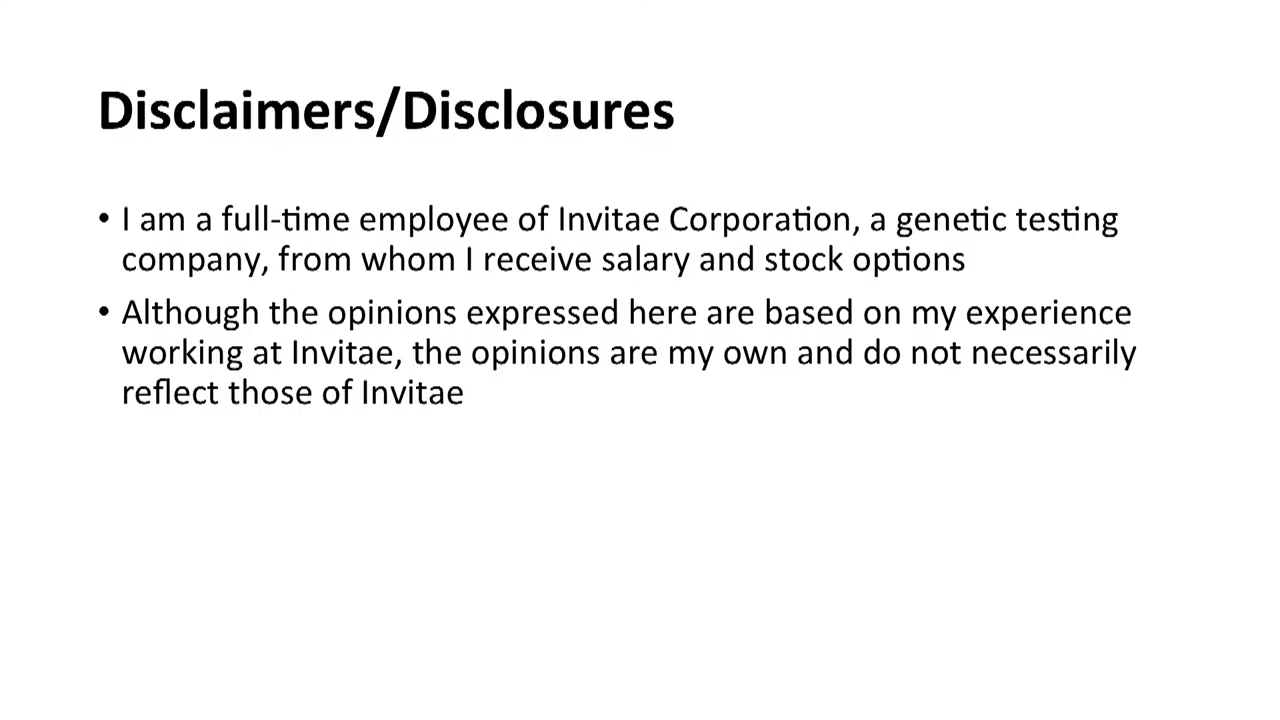 Disclaimers/Disclosures
• I am a full-time employee of Invitae Corporation, a genetic testing
company, from whom I receive salary and stock options
• Although the opinions expressed here are based on my experience
working at Invitae, the opinions are my own and do not necessarily
reflect those of Invitae